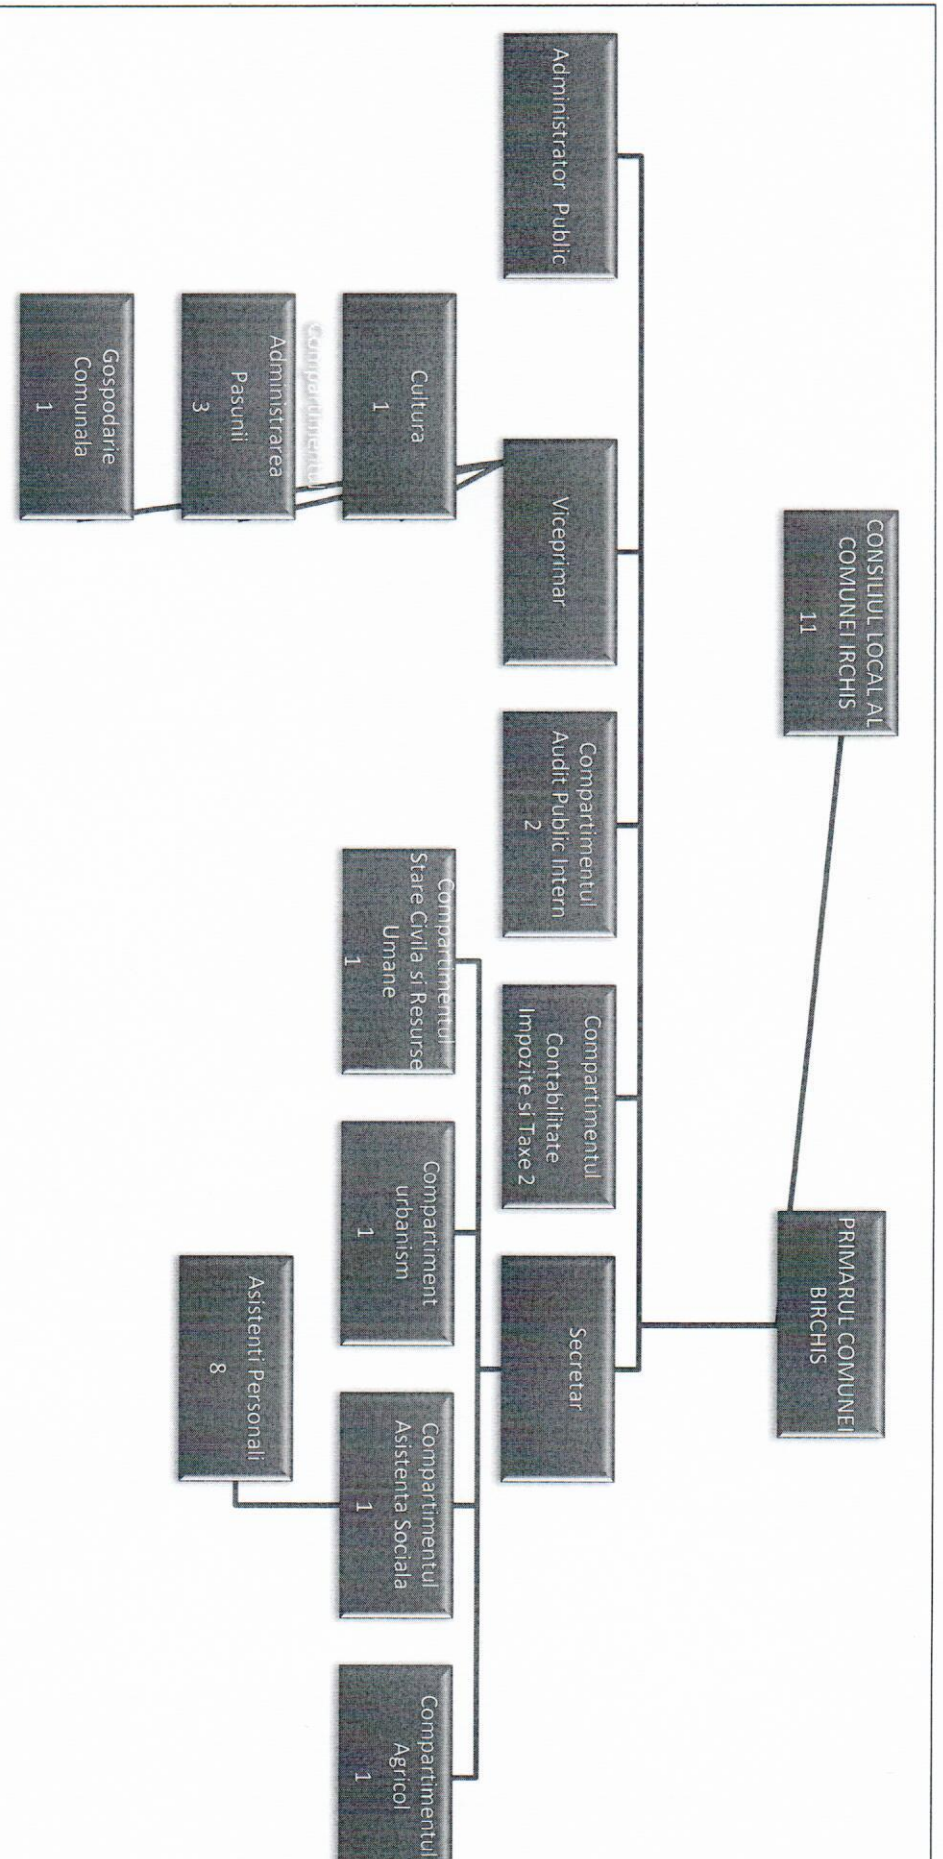 CONSILIUL LOCAL AL
COMUNEI IRCHIS
11
PRIMARUL COMUNEI
BIRCHIS
Administrator Public
Viceprimar
Compartimentul
Audit Public Intern
2
Compartimentul
Contabilitate
Impozite si Taxe 2
Secretar
Cultura
1
Compartimentul
Administrarea
Pasunii
3
Gospodarie
Comunala
1
Compartimentul
Stare Civila si Resurse
Umane
1
Compartiment
urbanism
1
Compartimentul
Asistenta Sociala
1
Compartimentul
Agricol
1
Asistenti Personali
8